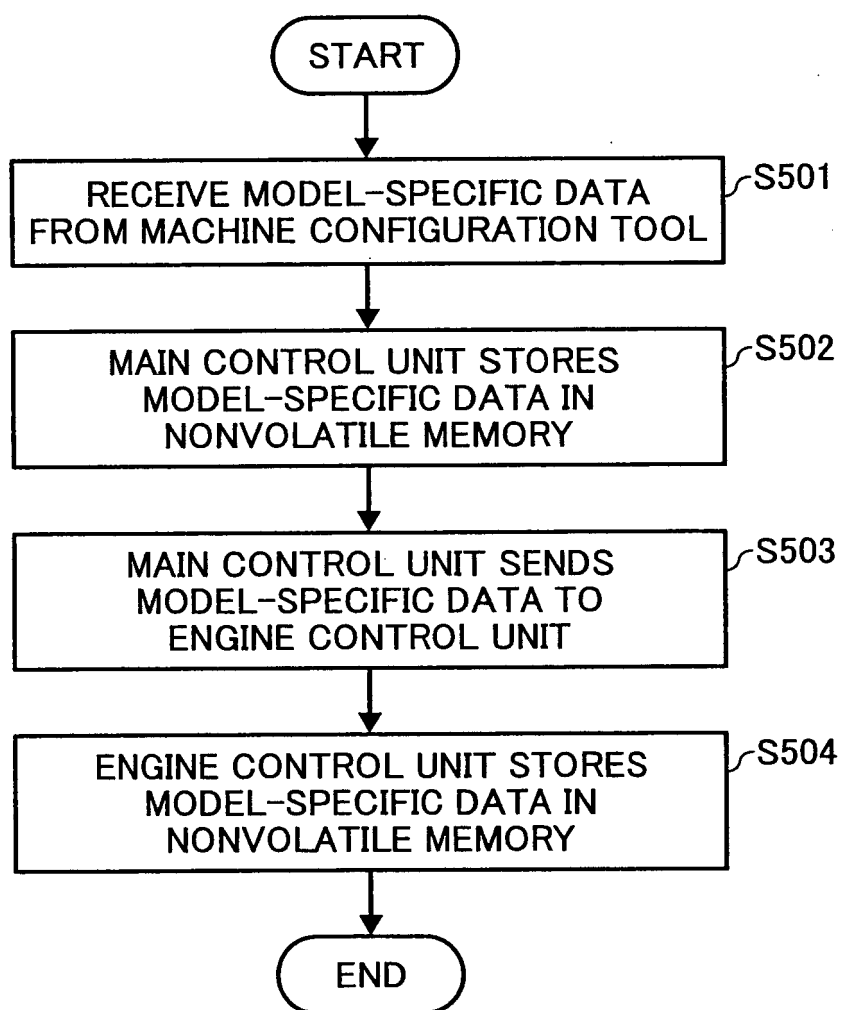 START
RECEIVE MODEL-SPECIFIC DATA
FROM MACHINE CONFIGURATION TOOL
S501
MAIN CONTROL UNIT STORES
MODEL-SPECIFIC DATA IN
NONVOLATILE MEMORY
S502
MAIN CONTROL UNIT SENDS
MODEL-SPECIFIC DATA TO
ENGINE CONTROL UNIT
S503
ENGINE CONTROL UNIT STORES
MODEL-SPECIFIC DATA IN
NONVOLATILE MEMORY
S504
END